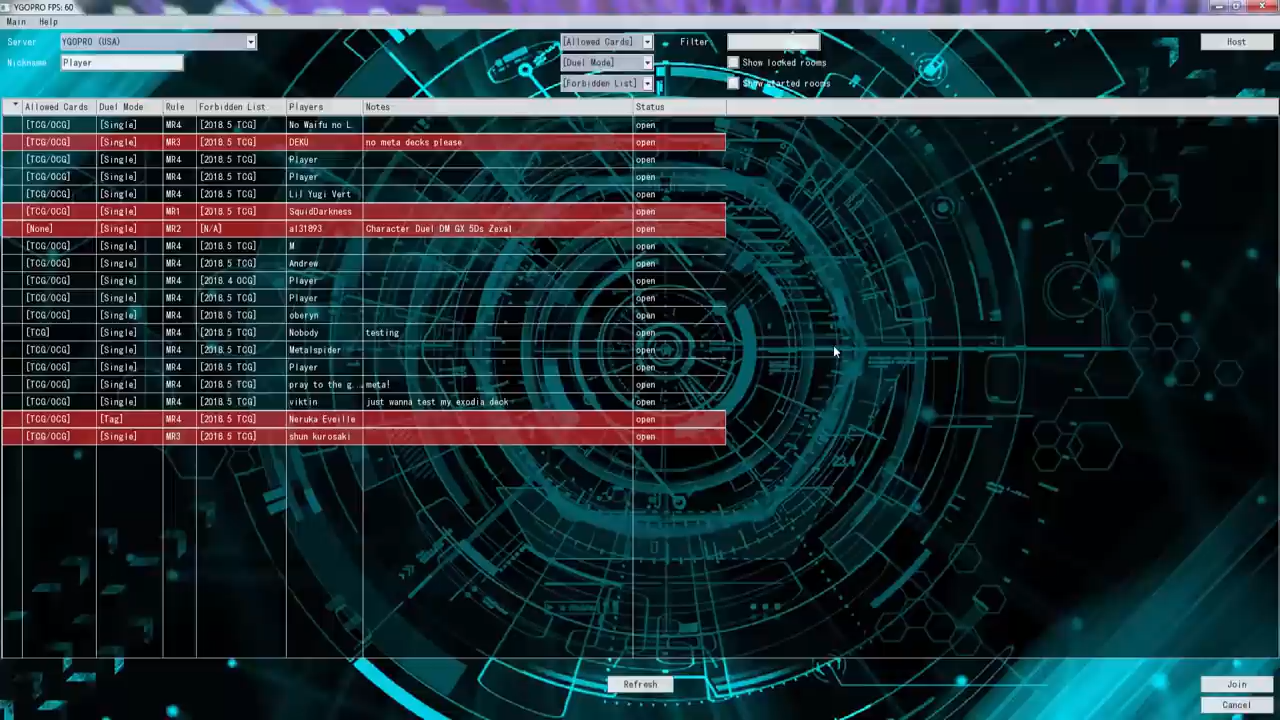 YGOPRO FPS: 60
Main Help
Server YGOPRO (USA) [Allowed Cards] Filter Host
Nickname Player [Duel Mode] Show locked rooms
[Forbidden List] Show started rooms
Allowed Cards Duel Mode Rule Forbidden List Players Notes Status
[TCG/OCG] [Single] MR4 [2018.5 TCG] No Waifu no L open
[TCG/OCG] [Single] MR3 [2018.5 TCG] DEKU no meta decks please open
[TCG/OCG] [Single] MR4 [2018.5 TCG] Player open
[TCG/OCG] [Single] MR4 [2018.5 TCG] Player open
[TCG/OCG] [Single] MR4 [2018.5 TCG] Lil Yugi Vert open
[TCG/OCG] [Single] MR1 [2018.5 TCG] SquidDarkness open
[None] [Single] MR2 [N/A] al31893 Character Duel DM GX 5Ds Zexal open
[TCG/OCG] [Single] MR4 [2018.5 TCG] M open
[TCG/OCG] [Single] MR4 [2018.5 TCG] Andrew open
[TCG/OCG] [Single] MR4 [2018.4 OCG] Player open
[TCG/OCG] [Single] MR4 [2018.5 TCG] Player open
[TCG/OCG] [Single] MR4 [2018.5 TCG] oberyn open
[TCG] [Single] MR4 [2018.5 TCG] Nobody testing open
[TCG/OCG] [Single] MR4 [2018.5 TCG] Metalspider open
[TCG/OCG] [Single] MR4 [2018.5 TCG] Player open
[TCG/OCG] [Single] MR4 [2018.5 TCG] pray to the g... meta! open
[TCG/OCG] [Single] MR4 [2018.5 TCG] viktin just wanna test my exodia deck open
[TCG/OCG] [Tag] MR4 [2018.5 TCG] Neruka Eveille open
[TCG/OCG] [Single] MR3 [2018.5 TCG] shun kurosaki open
23.4
Refresh Join
Cancel